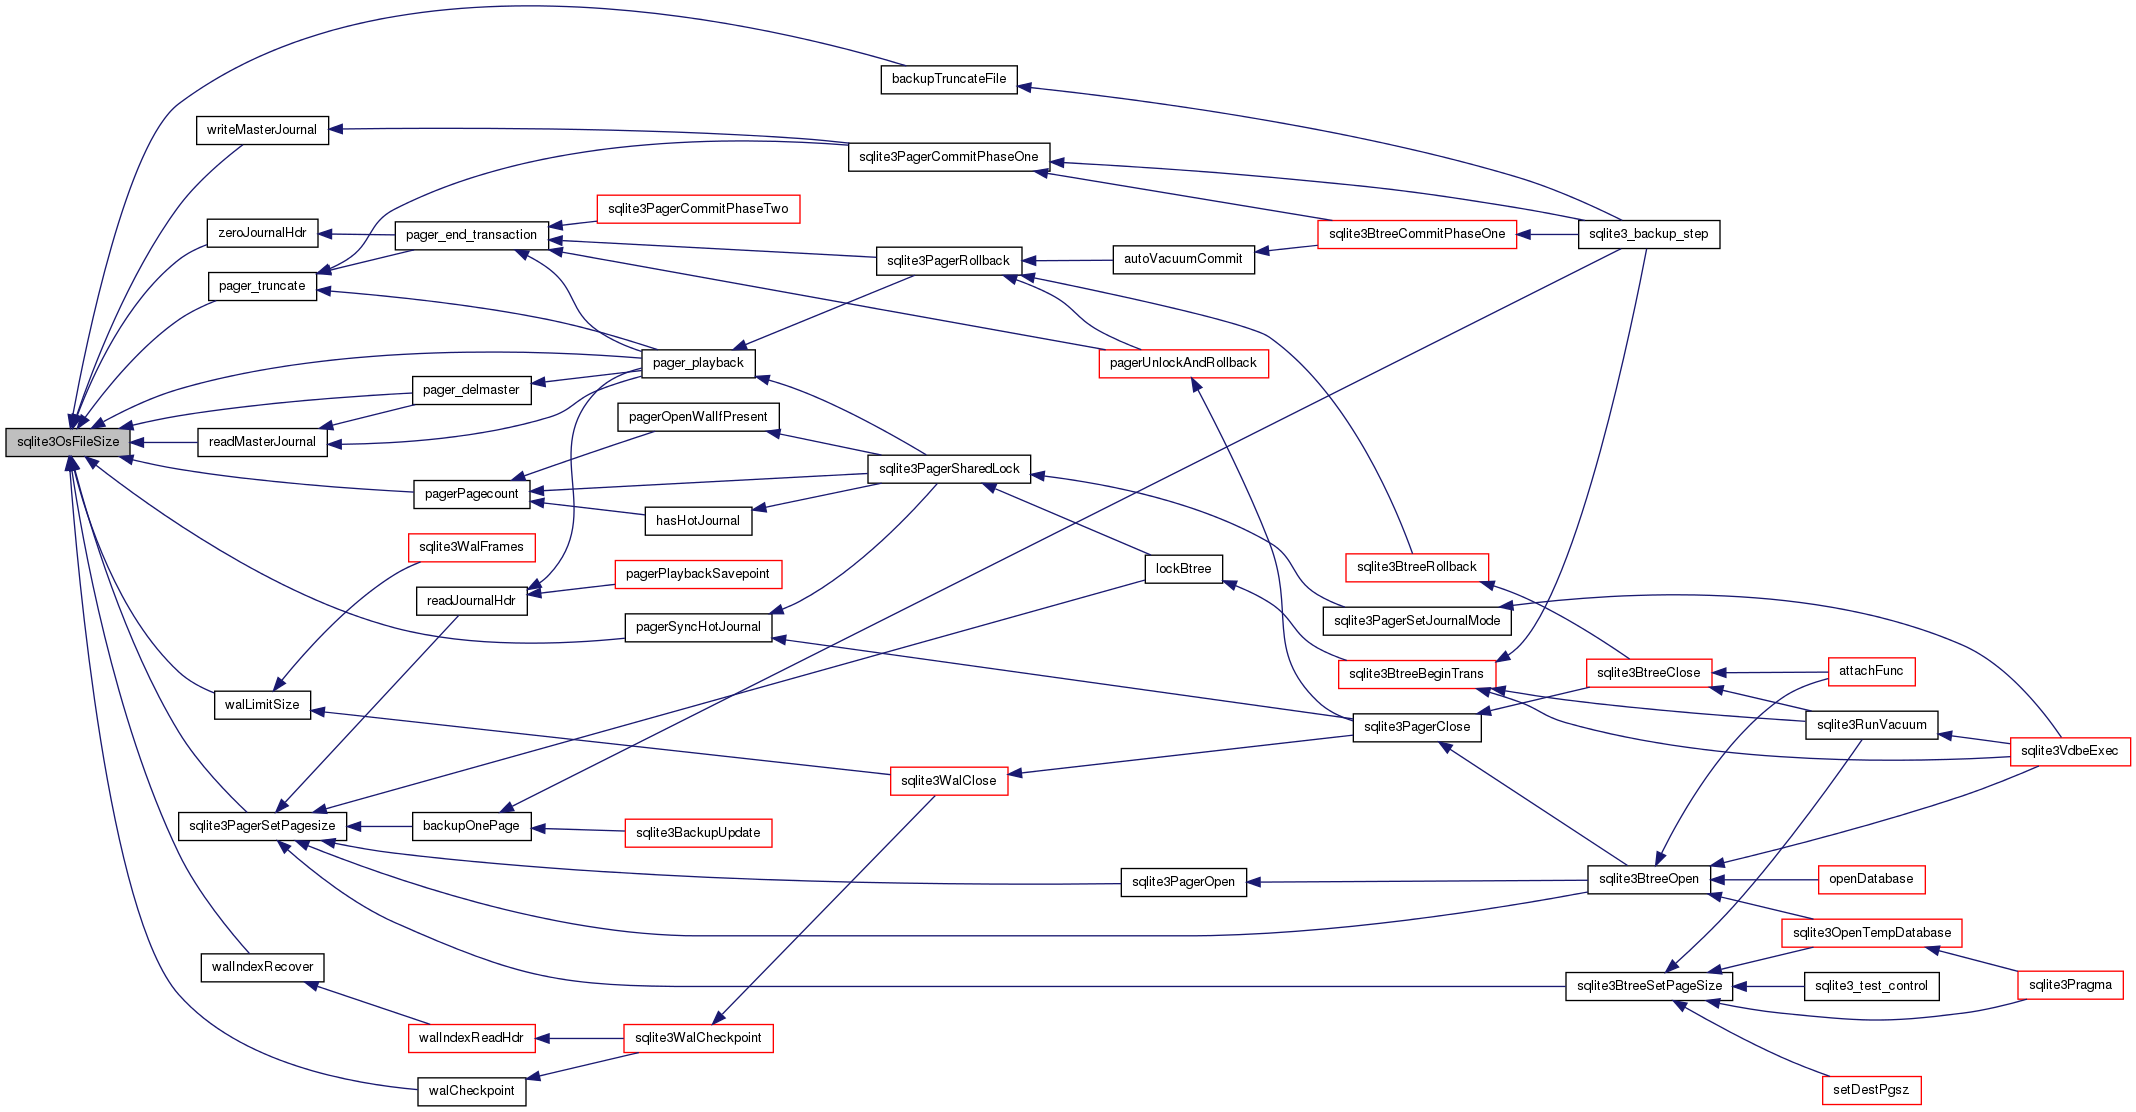 backupTruncateFile
writeMasterJournal
sqlite3PagerCommitPhaseOne
sqlite3PagerCommitPhaseTwo
zeroJournalHdr
pager_end_transaction
sqlite3BtreeCommitPhaseOne
sqlite3_backup_step
sqlite3PagerRollback
autoVacuumCommit
pager_truncate
pager_playback
pagerUnlockAndRollback
pager_delmaster
pagerOpenWalIfPresent
sqlite3OsFileSize
readMasterJournal
sqlite3PagerSharedLock
pagerPagecount
hasHotJournal
sqlite3WalFrames
lockBtree
sqlite3BtreeRollback
pagerPlaybackSavepoint
readJournalHdr
pagerSyncHotJournal
sqlite3PagerSetJournalMode
sqlite3BtreeBeginTrans
sqlite3BtreeClose
attachFunc
walLimitSize
sqlite3PagerClose
sqlite3RunVacuum
sqlite3VdbeExec
sqlite3WalClose
sqlite3PagerSetPagesize
backupOnePage
sqlite3BackupUpdate
sqlite3PagerOpen
sqlite3BtreeOpen
openDatabase
sqlite3OpenTempDatabase
walIndexRecover
sqlite3BtreeSetPageSize
sqlite3_test_control
sqlite3Pragma
walIndexReadHdr
sqlite3WalCheckpoint
walCheckpoint
setDestPgsz